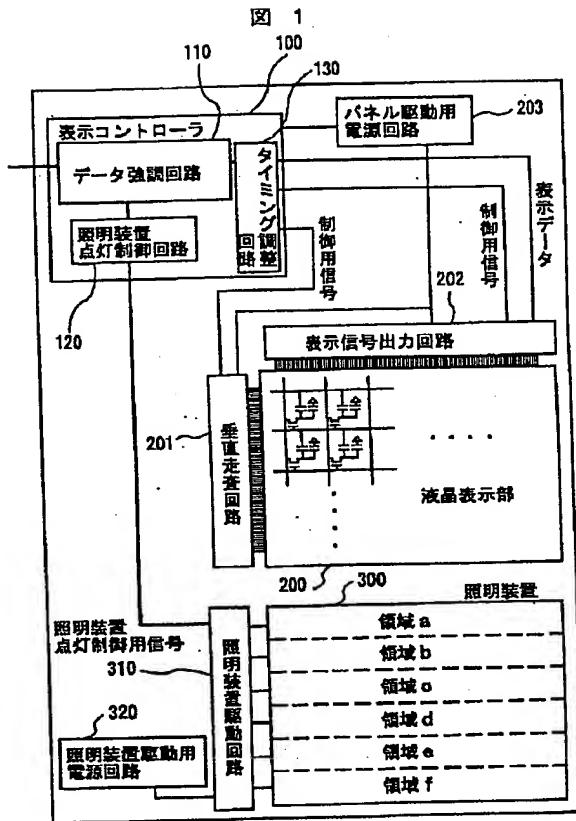 図 1
100
110
130
表示コントローラ
データ強調回路
タイミング調整
回路
照明装置
点灯制御回路
120
パネル駆動用
電源回路
203
制御用信号
制御用信号
表示データ
202
表示信号出力回路
201
垂直走査回路
液晶表示部
200
300
照明装置
照明装置
点灯制御用信号
310
照明装置駆動回路
領域a
領域b
領域c
領域d
領域e
領域f
320
照明装置駆動用
電源回路